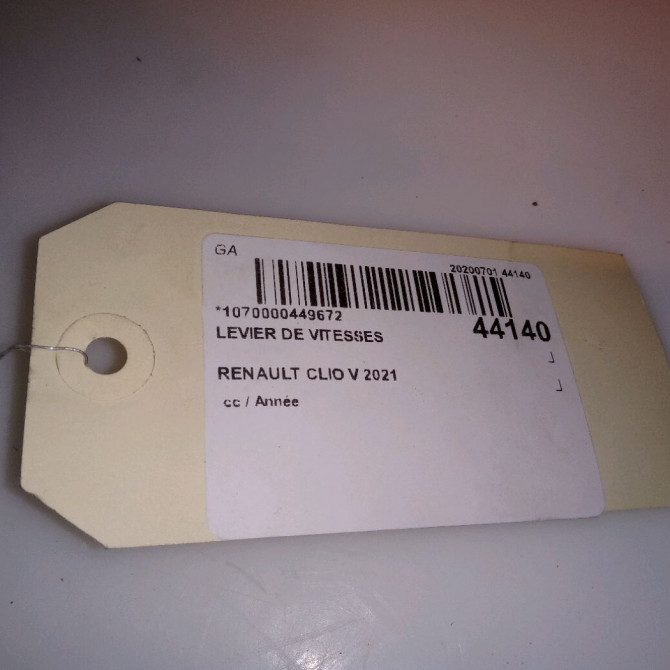 GA
20200701 44140
*1070000449672
44140
LEVIER DE VITESSES
RENAULT CLIO V 2021
cc / Année